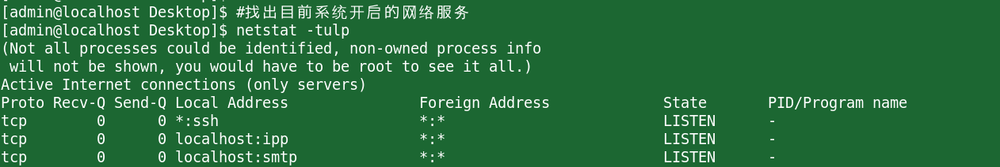 [admin@localhost Desktop]$ #找出目前系统开启的网络服务
[admin@localhost Desktop]$ netstat -tulp
(Not all processes could be identified, non-owned process info
 will not be shown, you would have to be root to see it all.)
Active Internet connections (only servers)
Proto Recv-Q Send-Q Local Address               Foreign Address             State       PID/Program name
tcp        0      0 *:ssh                       *:*                         LISTEN      -
tcp        0      0 localhost:ipp               *:*                         LISTEN      -
tcp        0      0 localhost:smtp              *:*                         LISTEN      -